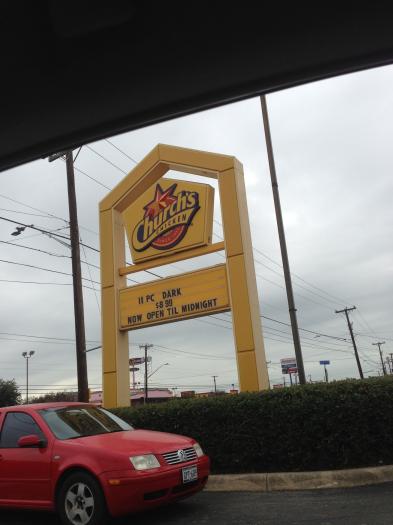 Church's
CHICKEN
11 PC DARK
$8.99
NOW OPEN TIL MIDNIGHT